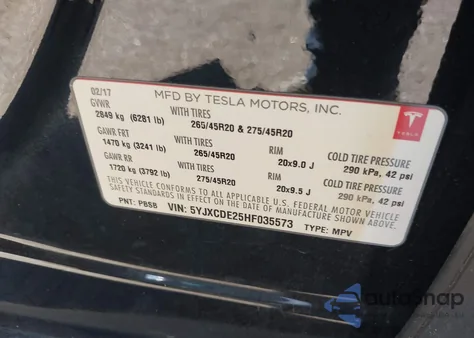 MFD BY TESLA MOTORS, INC.
02/17
GVWR
2849 kg (6281 lb) WITH TIRES 265/45R20 & 275/45R20
GAWR FRT WITH TIRES RIM COLD TIRE PRESSURE
1470 kg (3241 lb) 265/45R20 20x9.0 J 290 kPa, 42 psi
GAWR RR WITH TIRES RIM COLD TIRE PRESSURE
1720 kg (3792 lb) 275/45R20 20x9.5 J 290 kPa, 42 psi
THIS VEHICLE CONFORMS TO ALL APPLICABLE U.S. FEDERAL MOTOR VEHICLE
SAFETY STANDARDS IN EFFECT ON THE DATE OF MANUFACTURE SHOWN ABOVE.
PNT: PBSB VIN: 5YJXCDE25HF035573 TYPE: MPV
TESLA
autosnap